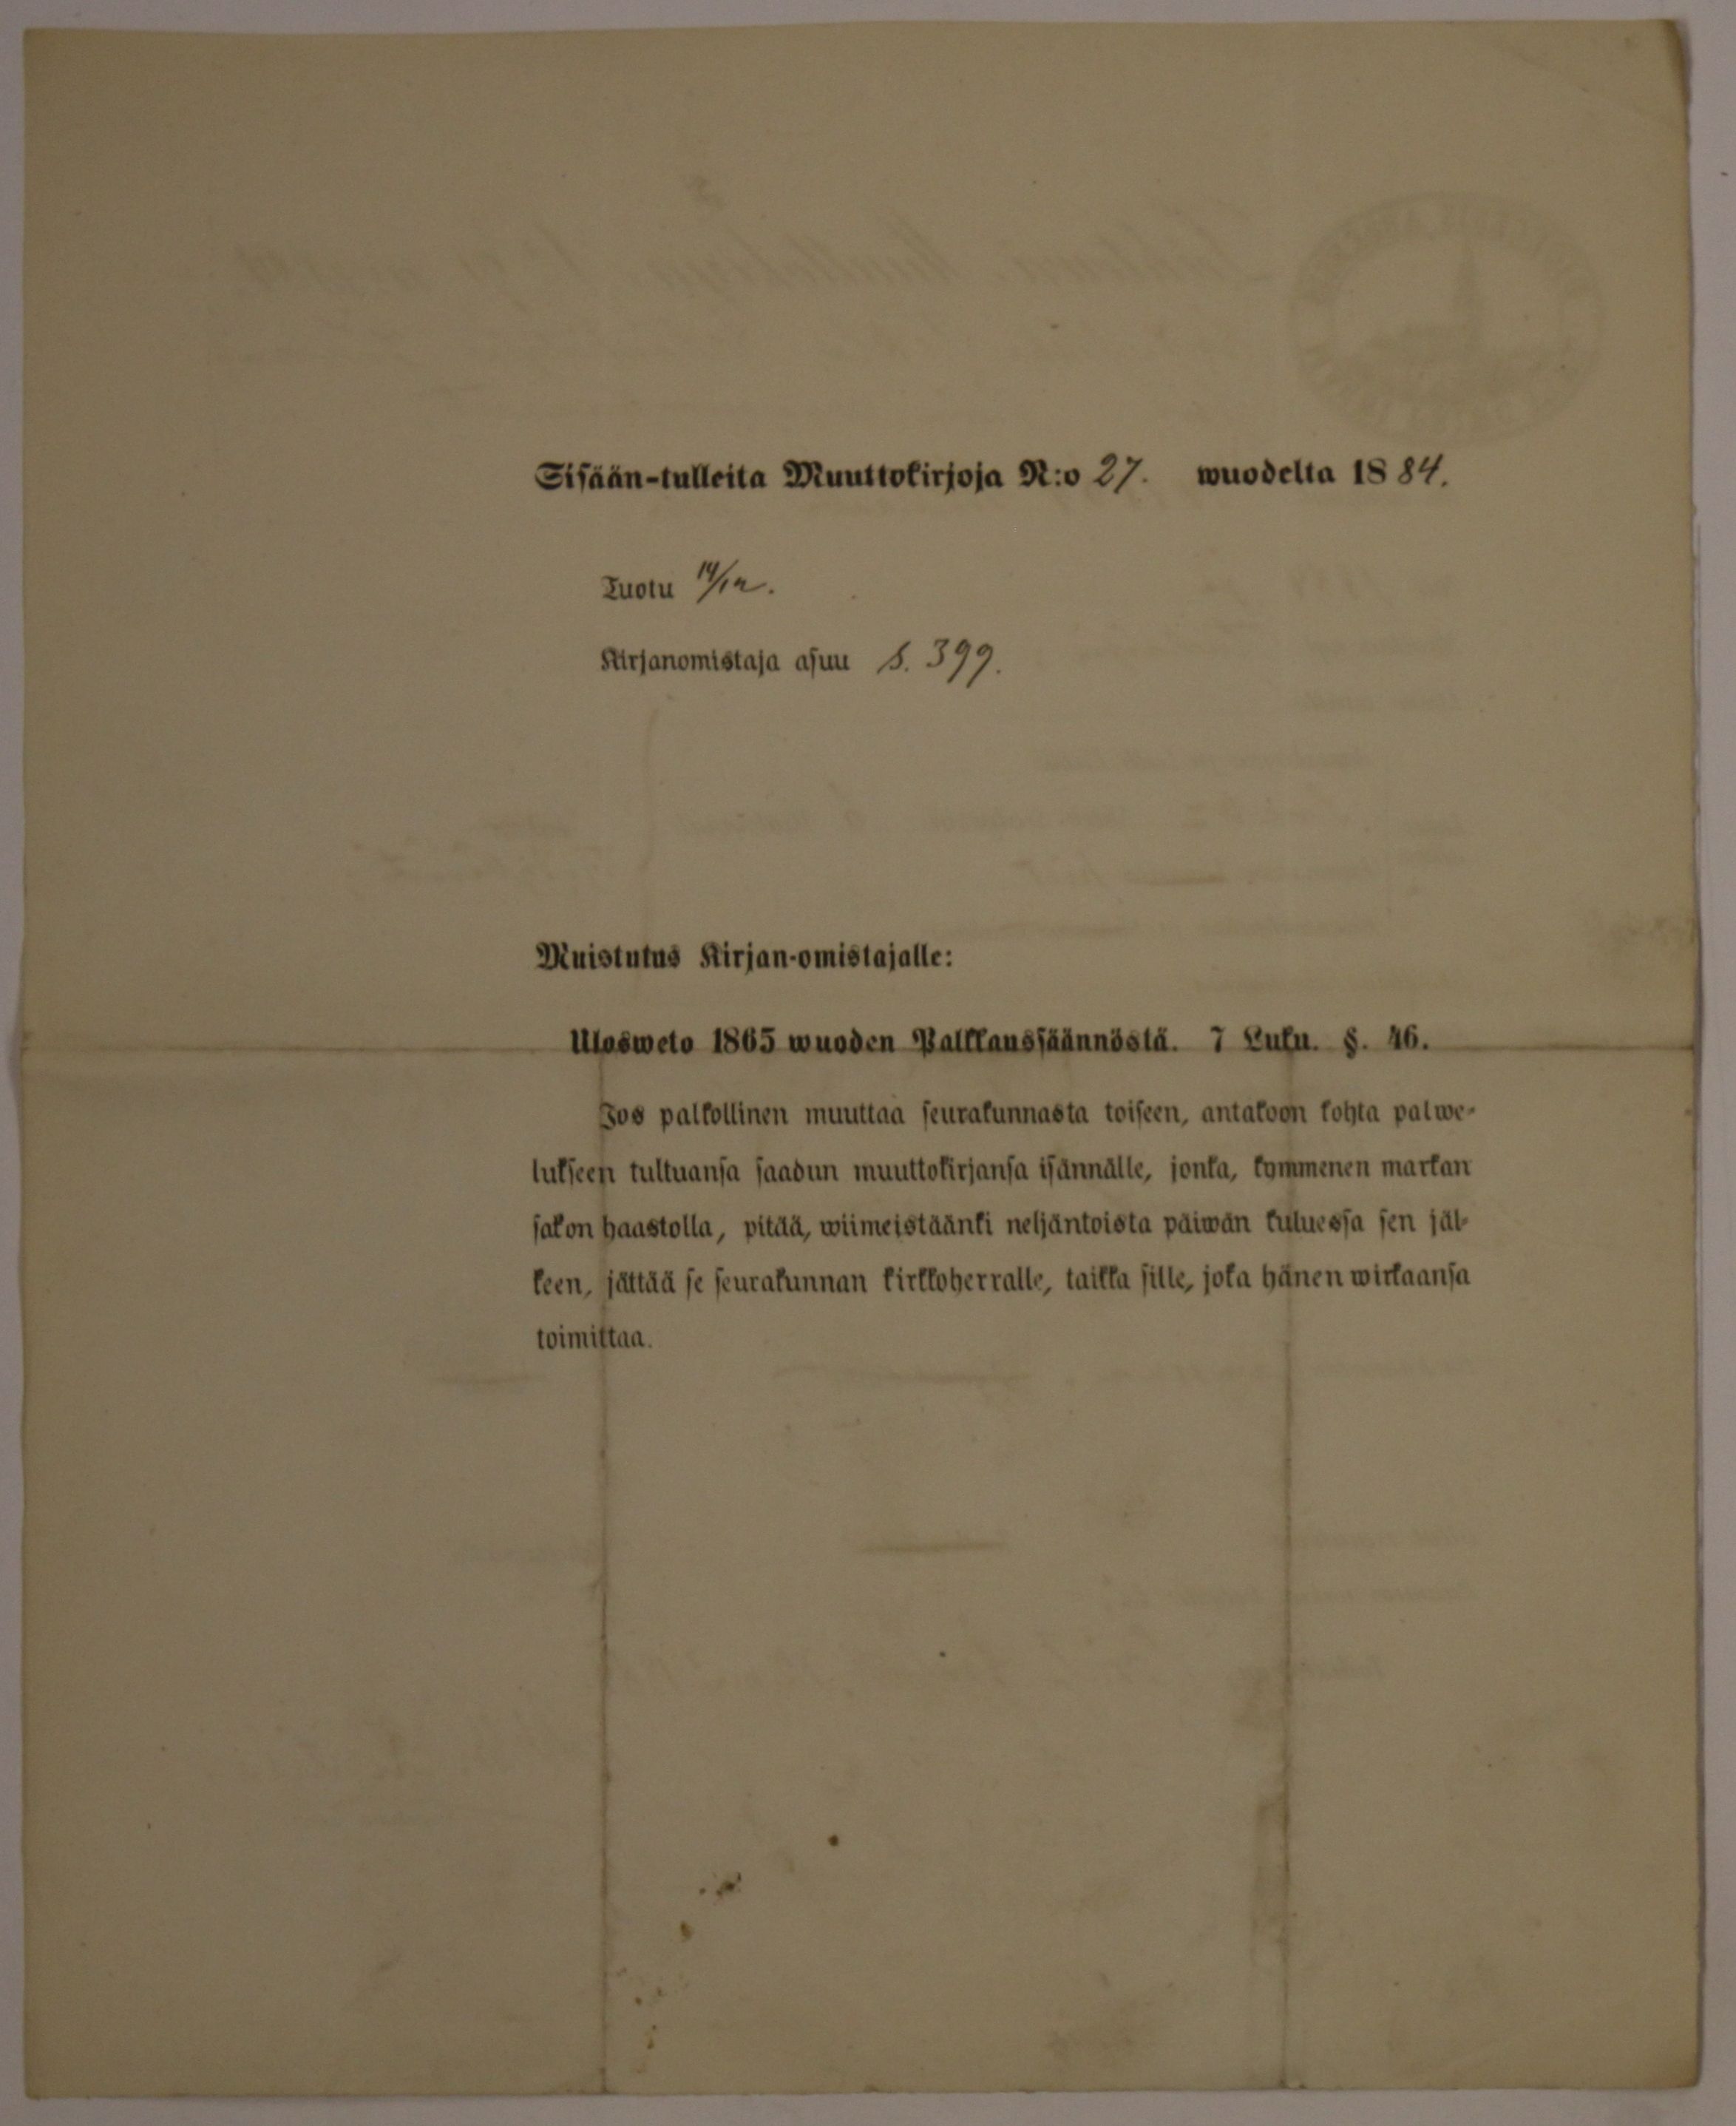 Sisään-tulleita Muuttokirjoja N:o 27. wuodelta 1884.
Tuotu 14/12.
Kirjanomistaja asuu s. 399.
Muistutus Kirjan-omistajalle:
Ulosweto 1865 wuoden Palkkaussäännöstä. 7 Luku. §. 46.
Jos palkollinen muuttaa seurakunnasta toiseen, antakoon kohta palwe-
lukseen tultuansa saadun muuttokirjansa isännälle, jonka, kymmenen markan
sakon haastolla, pitää, wiimeistäänki neljäntoista päiwän kuluessa sen jäl-
keen, jättää se seurakunnan kirkkoherralle, taikka sille, joka hänen wirkaansa
toimittaa.